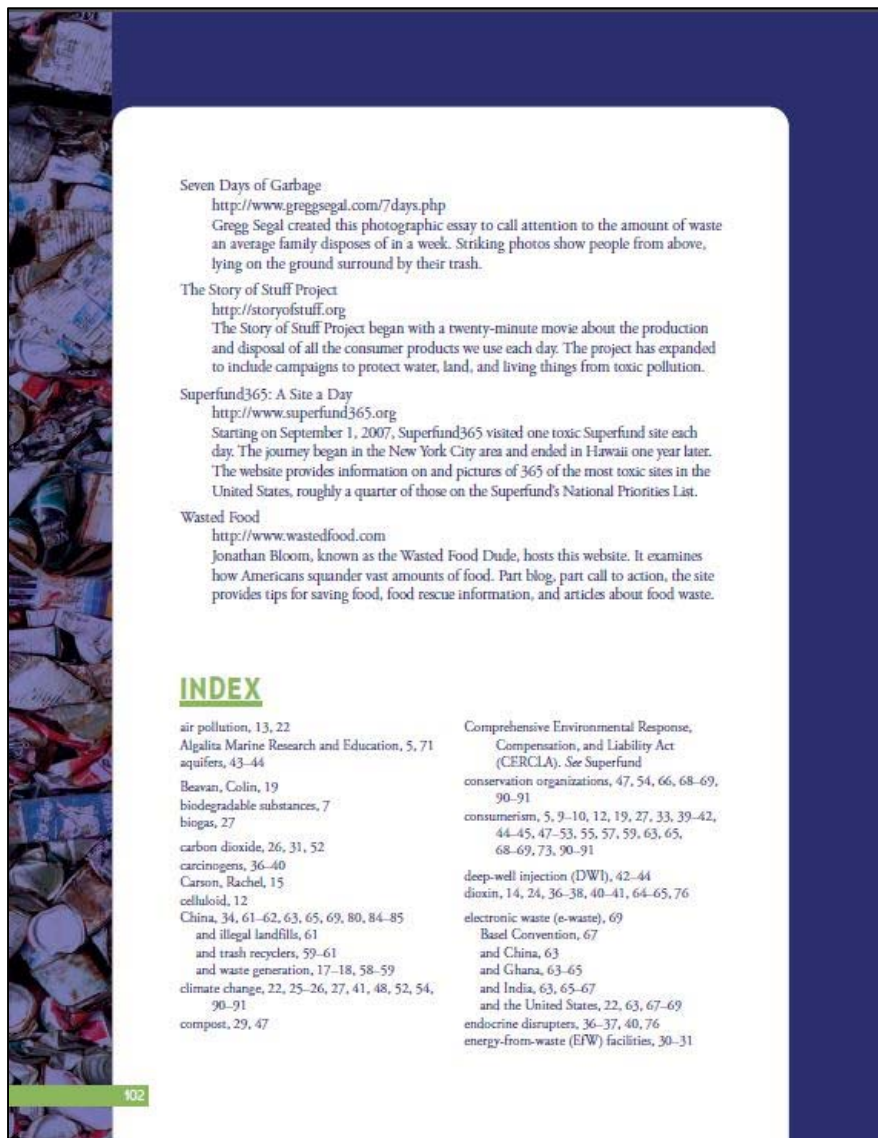 Seven Days of Garbage
http://www.greggsegal.com/7days.php
Gregg Segal created this photographic essay to call attention to the amount of waste
an average family disposes of in a week. Striking photos show people from above,
lying on the ground surround by their trash.
The Story of Stuff Project
http://storyofstuff.org
The Story of Stuff Project began with a twenty-minute movie about the production
and disposal of all the consumer products we use each day. The project has expanded
to include campaigns to protect water, land, and living things from toxic pollution.
Superfund365: A Site a Day
http://www.superfund365.org
Starting on September 1, 2007, Superfund365 visited one toxic Superfund site each
day. The journey began in the New York City area and ended in Hawaii one year later.
The website provides information on and pictures of 365 of the most toxic sites in the
United States, roughly a quarter of those on the Superfund's National Priorities List.
Wasted Food
http://www.wastedfood.com
Jonathan Bloom, known as the Wasted Food Dude, hosts this website. It examines
how Americans squander vast amounts of food. Part blog, part call to action, the site
provides tips for saving food, food rescue information, and articles about food waste.
INDEX
air pollution, 13, 22
Algalita Marine Research and Education, 5, 71
aquifers, 43–44
Beavan, Colin, 19
biodegradable substances, 7
biogas, 27
carbon dioxide, 26, 31, 52
carcinogens, 36–40
Carson, Rachel, 15
celluloid, 12
China, 34, 61–62, 63, 65, 69, 80, 84–85
and illegal landfills, 61
and trash recyclers, 59–61
and waste generation, 17–18, 58–59
climate change, 22, 25–26, 27, 41, 48, 52, 54,
90–91
compost, 29, 47
Comprehensive Environmental Response,
Compensation, and Liability Act
(CERCLA). See Superfund
conservation organizations, 47, 54, 66, 68–69,
90–91
consumerism, 5, 9–10, 12, 19, 27, 33, 39–42,
44–45, 47–53, 55, 57, 59, 63, 65,
68–69, 73, 90–91
deep-well injection (DWI), 42–44
dioxin, 14, 24, 36–38, 40–41, 64–65, 76
electronic waste (e-waste), 69
Basel Convention, 67
and China, 63
and Ghana, 63–65
and India, 63, 65–67
and the United States, 22, 63, 67–69
endocrine disrupters, 36–37, 40, 76
energy-from-waste (EfW) facilities, 30–31
102